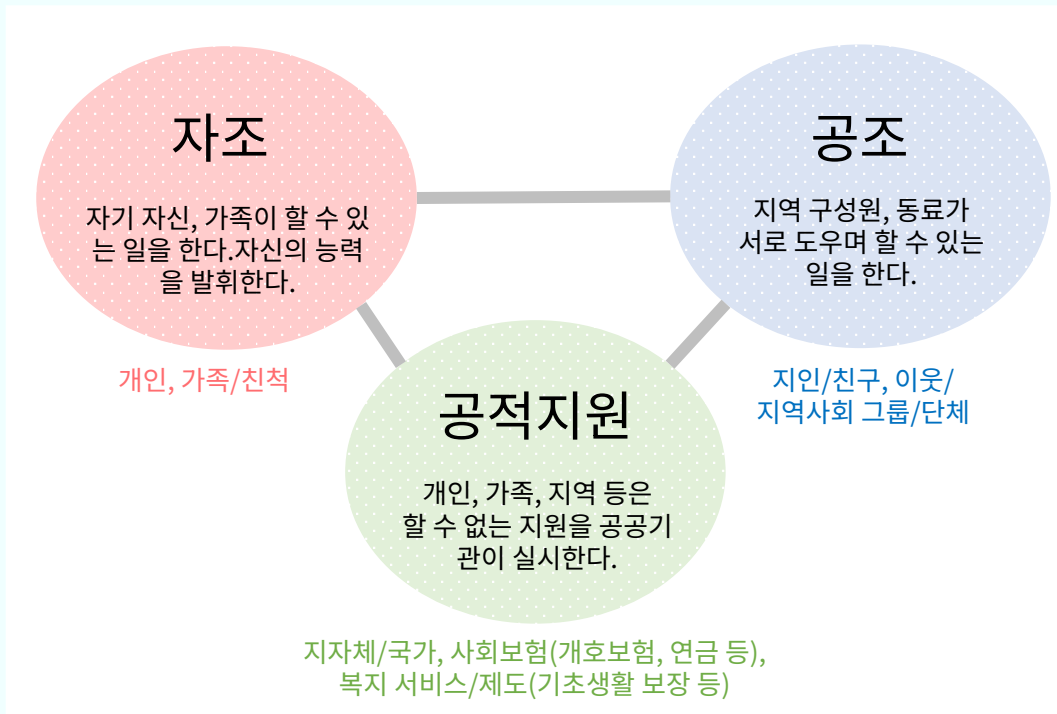 자조
자기 자신, 가족이 할 수 있
는 일을 한다.자신의 능력
을 발휘한다.
개인, 가족/친척
공조
지역 구성원, 동료가
서로 도우며 할 수 있는
일을 한다.
지인/친구, 이웃/
지역사회 그룹/단체
공적지원
개인, 가족, 지역 등은
할 수 없는 지원을 공공기
관이 실시한다.
지자체/국가, 사회보험(개호보험, 연금 등),
복지 서비스/제도(기초생활 보장 등)